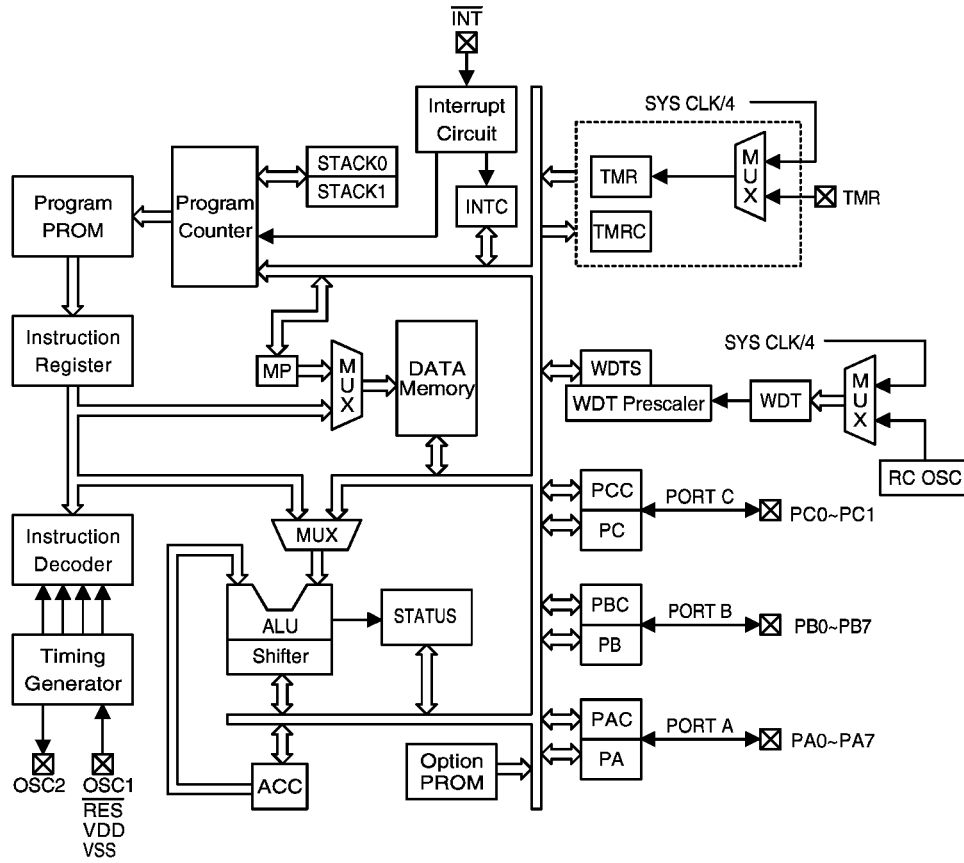 INT
Interrupt
Circuit
SYS CLK/4
STACK0
STACK1
INTC
TMR
TMRC
MUX
TMR
Program
PROM
Program
Counter
Instruction
Register
MP
MUX
DATA
Memory
SYS CLK/4
WDTS
WDT Prescaler
WDT
MUX
RC OSC
PCC
PC
PORT C
PC0~PC1
Instruction
Decoder
MUX
ALU
Shifter
STATUS
PBC
PB
PORT B
PB0~PB7
Timing
Generator
PAC
PA
PORT A
PA0~PA7
Option
PROM
ACC
OSC2
OSC1
RES
VDD
VSS